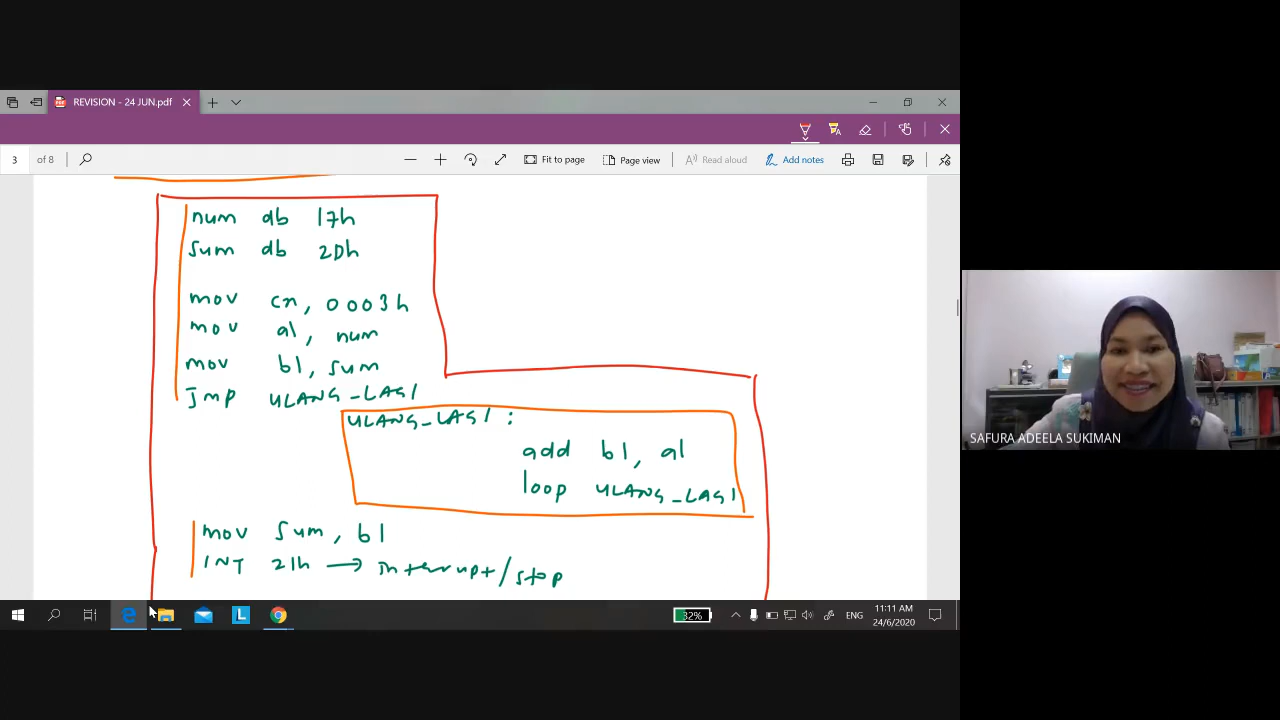 REVISION - 24 JUN.pdf
3 of 8
Fit to page
Page view
Read aloud
Add notes
num db 17h
sum db 2Dh
mov cx, 0003h
mov al, num
mov bl, sum
Jmp ULANG_LAGI
ULANG_LAGI :
add bl, al
loop ULANG_LAGI
mov sum, bl
INT 21h → interrupt/stop
SAFURA ADEELA SUKIMAN
32%
ENG
11:11 AM
24/6/2020